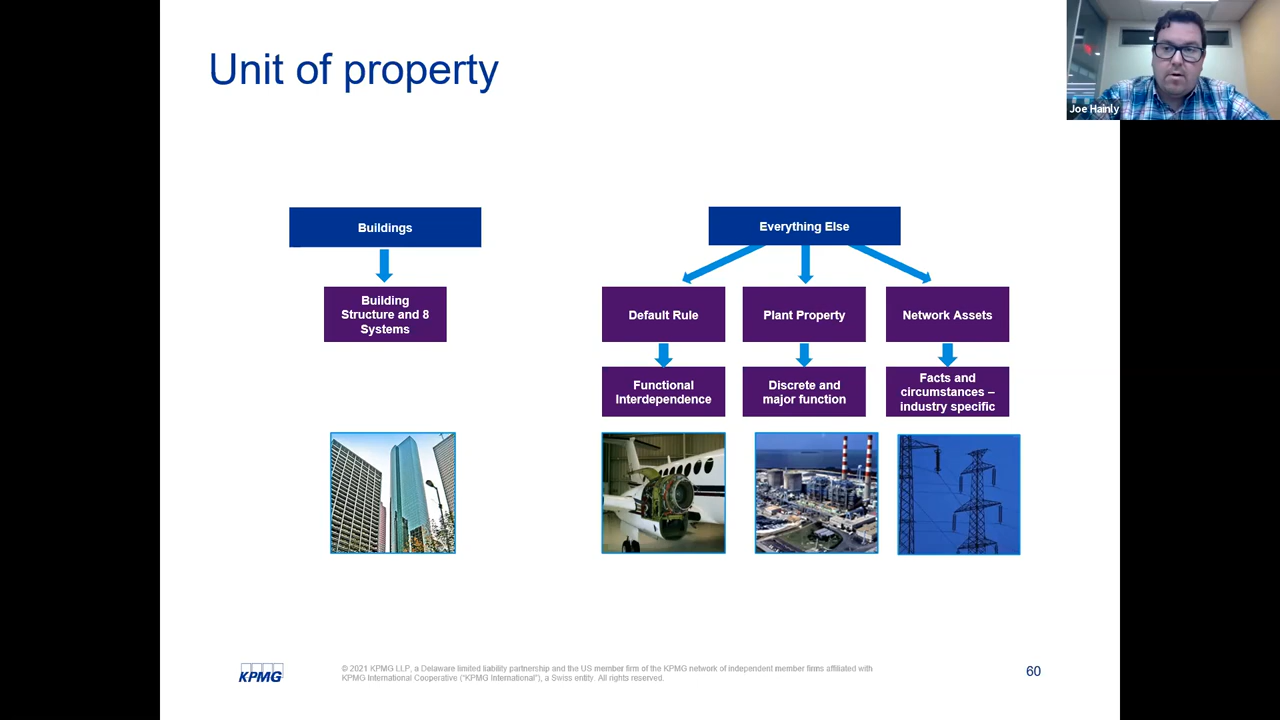 Unit of property
Joe Hainly
Buildings
Building
Structure and 8
Systems
Everything Else
Default Rule
Plant Property
Network Assets
Functional
Interdependence
Discrete and
major function
Facts and
circumstances –
industry specific
KPMG
© 2021 KPMG LLP, a Delaware limited liability partnership and the US member firm of the KPMG network of independent member firms affiliated with
KPMG International Cooperative ("KPMG International"), a Swiss entity. All rights reserved.
60